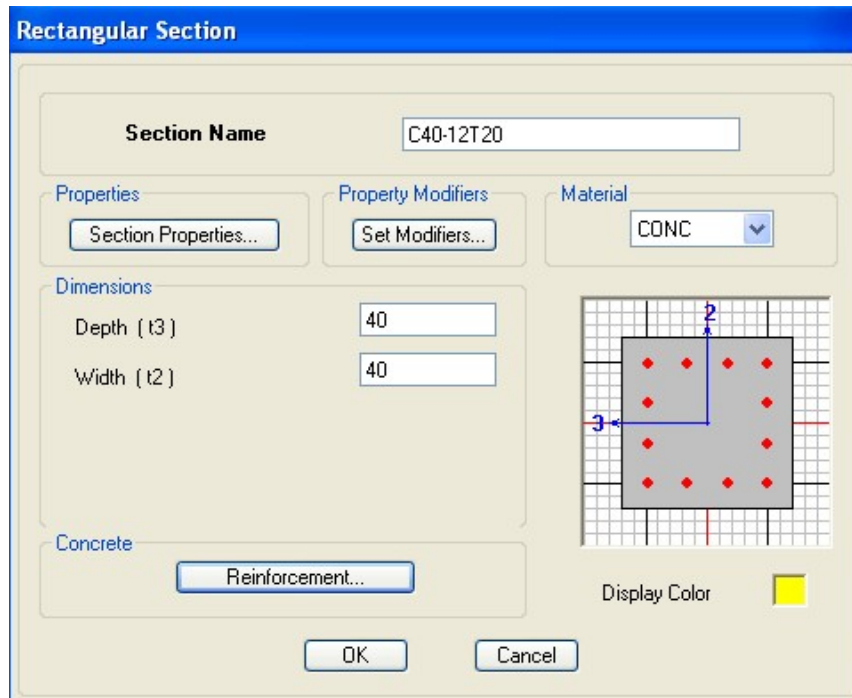 Rectangular Section
Section Name
C40-12T20
Properties
Section Properties...
Property Modifiers
Set Modifiers...
Material
CONC
Dimensions
Depth ( t3 )
40
Width ( t2 )
40
2
3
Concrete
Reinforcement...
Display Color
OK
Cancel